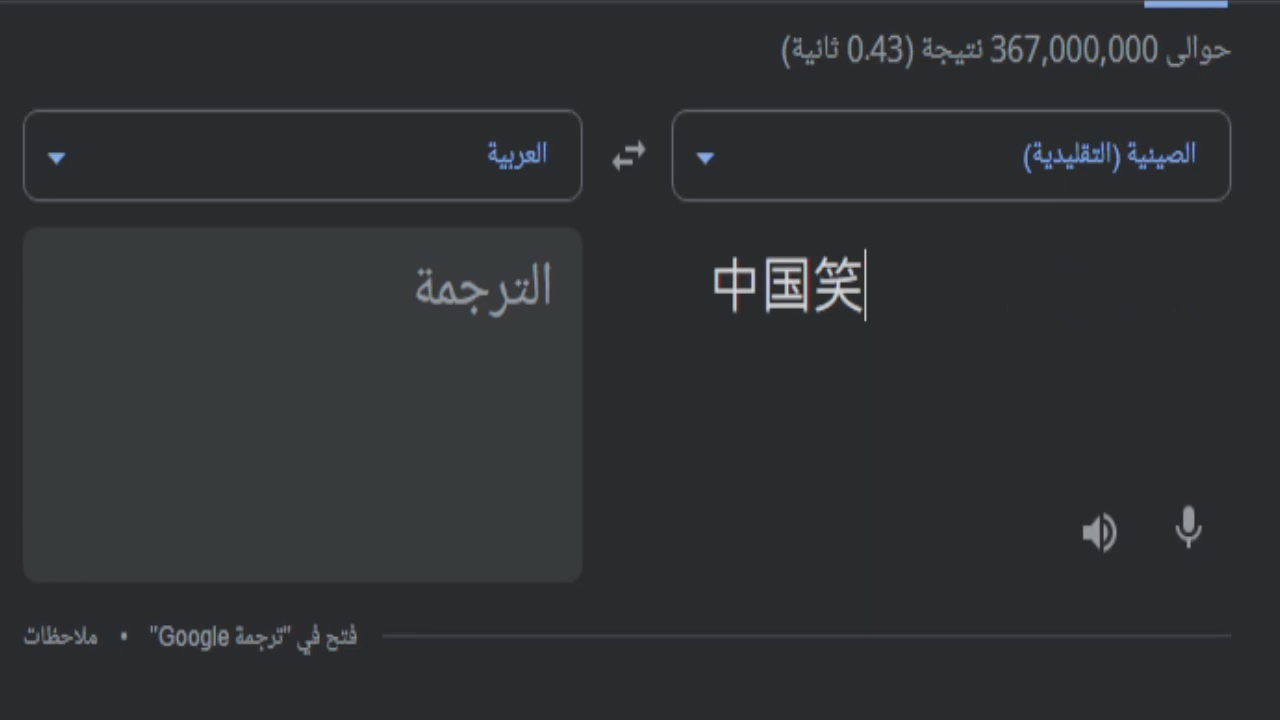 حوالى 367,000,000 نتيجة (0.43 ثانية)
الصينية (التقليدية)
العربية
中国笑
الترجمة
فتح في "ترجمة Google" • ملاحظات